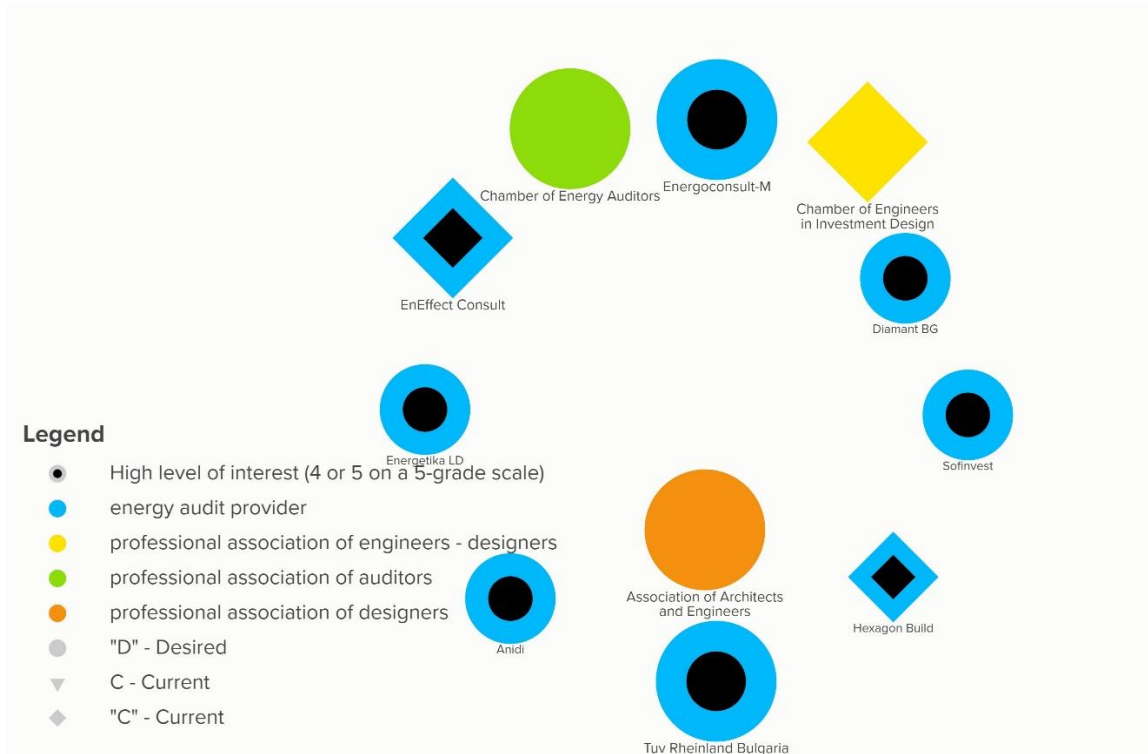 Chamber of Energy Auditors
Energoconsult-M
Chamber of Engineers
in Investment Design
EnEffect Consult
Diamant BG
Energetika LD
Sofinvest
Legend
High level of interest (4 or 5 on a 5-grade scale)
energy audit provider
professional association of engineers - designers
professional association of auditors
professional association of designers
"D" - Desired
C - Current
"C" - Current
Anidi
Association of Architects
and Engineers
Hexagon Build
Tuv Rheinland Bulgaria